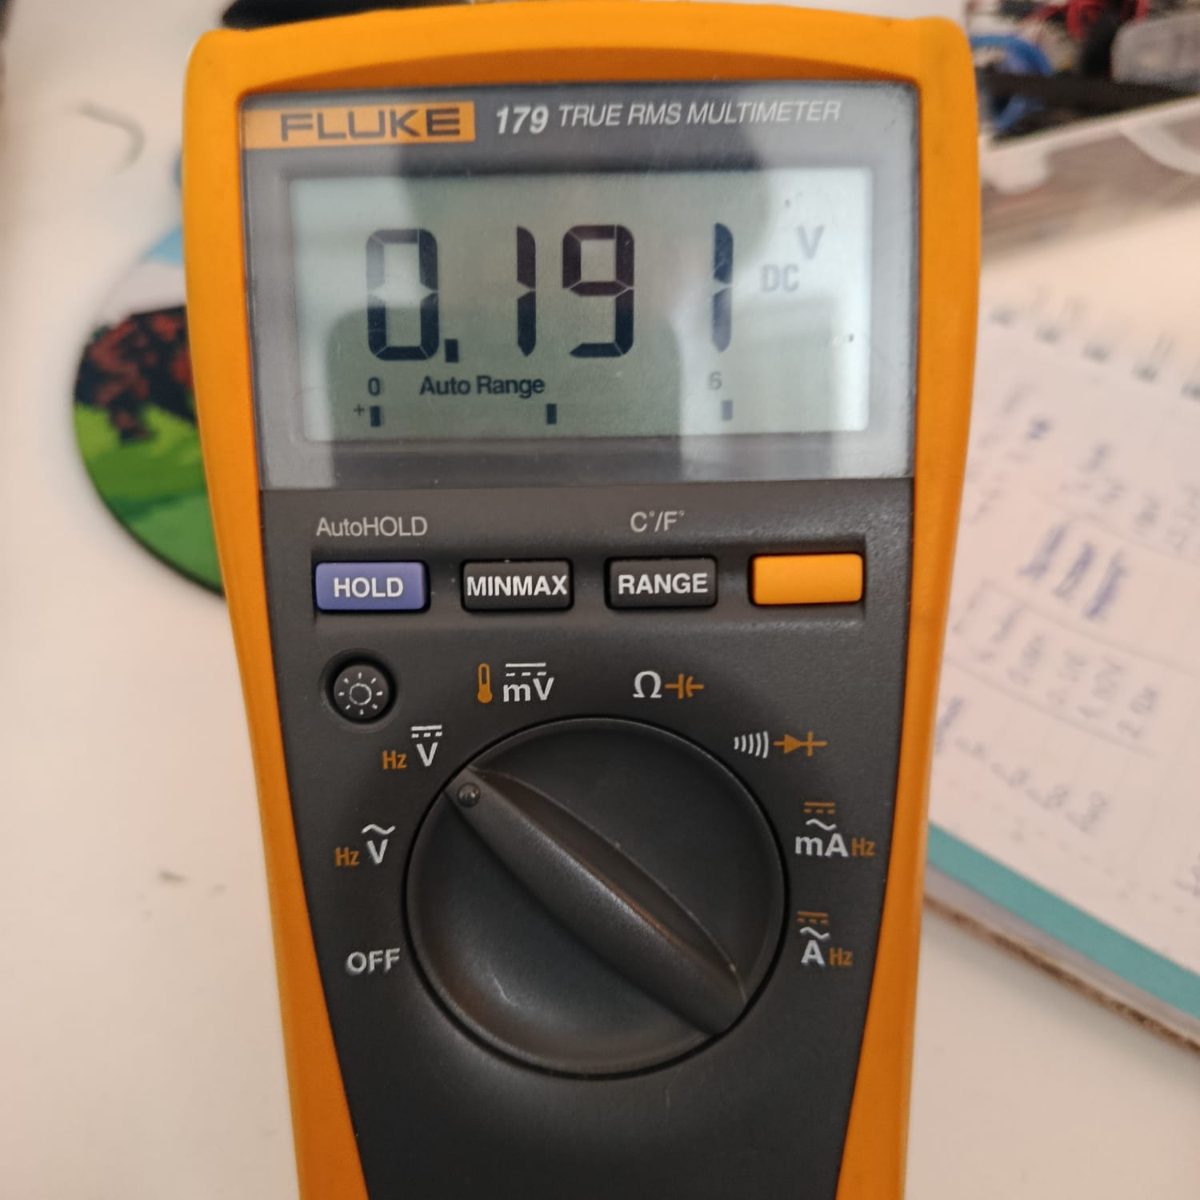 FLUKE 179 TRUE RMS MULTIMETER
0.191 V
DC
0 Auto Range 6
+
AutoHOLD C°/F°
HOLD MINMAX RANGE
mV Ω
Hz V
Hz V mA Hz
OFF A Hz